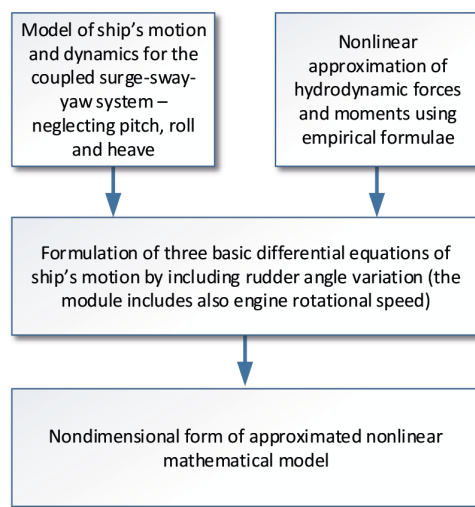 Model of ship's motion
and dynamics for the
coupled surge-sway-
yaw system –
neglecting pitch, roll
and heave
Nonlinear
approximation of
hydrodynamic forces
and moments using
empirical formulae
Formulation of three basic differential equations of
ship's motion by including rudder angle variation (the
module includes also engine rotational speed)
Nondimensional form of approximated nonlinear
mathematical model